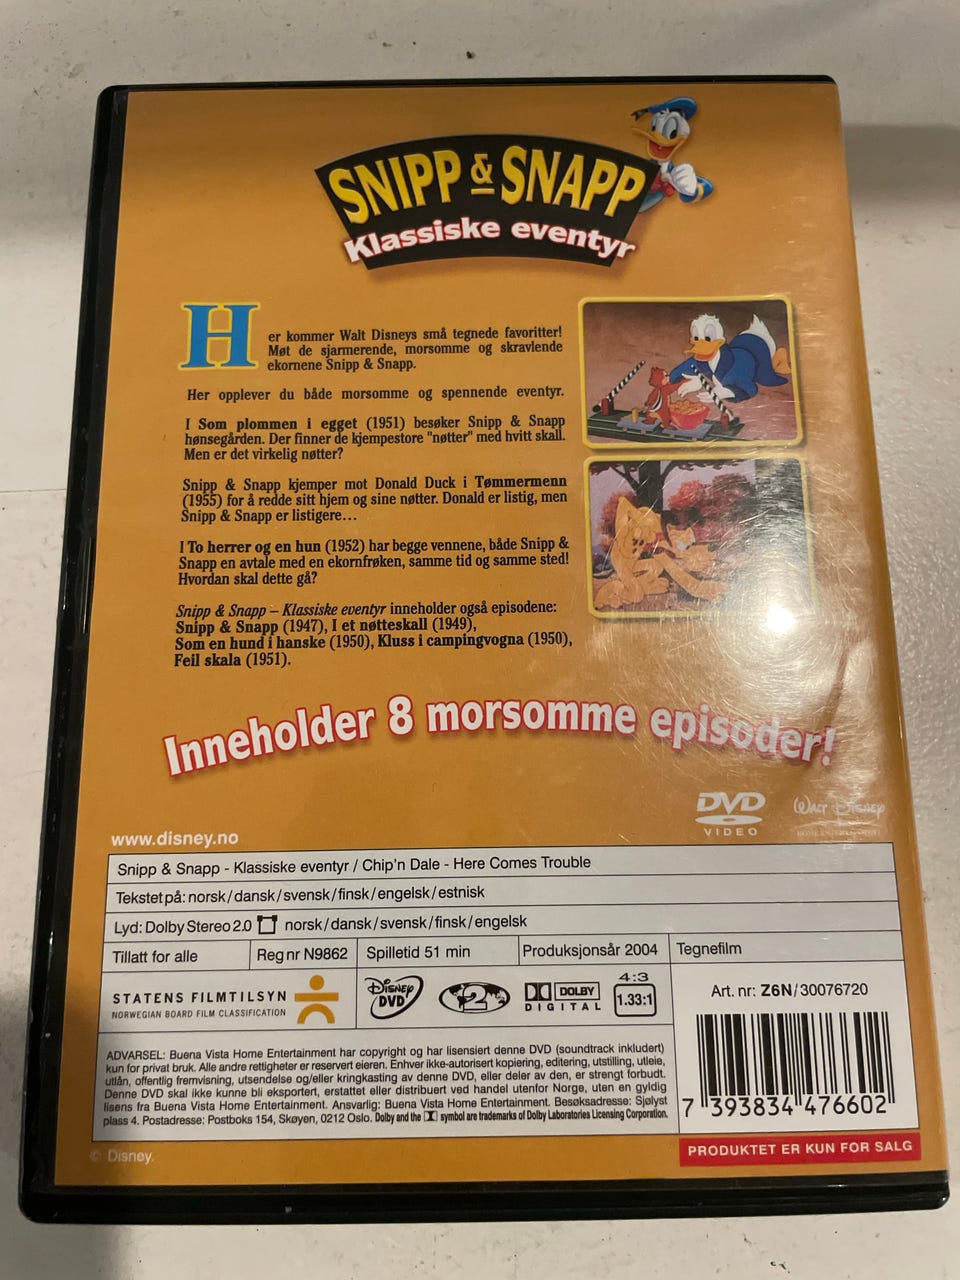 SNIPP & SNAPP
Klassiske eventyr
Her kommer Walt Disneys små tegnede favoritter!
Møt de sjarmerende, morsomme og skravlende
ekornene Snipp & Snapp.
Her opplever du både morsomme og spennende eventyr.
I Som plommen i egget (1951) besøker Snipp & Snapp
hønsegården. Der finner de kjempestore "nøtter" med hvitt skall.
Men er det virkelig nøtter?
Snipp & Snapp kjemper mot Donald Duck i Tømmermenn
(1955) for å redde sitt hjem og sine nøtter. Donald er listig, men
Snipp & Snapp er listigere...
I To herrer og en hun (1952) har begge vennene, både Snipp &
Snapp en avtale med en ekornfrøken, samme tid og samme sted!
Hvordan skal dette gå?
Snipp & Snapp – Klassiske eventyr inneholder også episodene:
Snipp & Snapp (1947), I et nøtteskall (1949),
Som en hund i hanske (1950), Kluss i campingvogna (1950),
Feil skala (1951).
Inneholder 8 morsomme episoder!
DVD
VIDEO
WALT DISNEY
HOME ENTERTAINMENT
www.disney.no
Snipp & Snapp - Klassiske eventyr / Chip'n Dale - Here Comes Trouble
Tekstet på: norsk/dansk/svensk/finsk/engelsk/estnisk
Lyd: Dolby Stereo 2.0 norsk/dansk/svensk/finsk/engelsk
Tillatt for alle Reg nr N9862 Spilletid 51 min Produksjonsår 2004 Tegnefilm
STATENS FILMTILSYN
NORWEGIAN BOARD FILM CLASSIFICATION
DISNEY DVD
2
DOLBY
DIGITAL
4:3
1.33:1
Art. nr: Z6N/30076720
ADVARSEL: Buena Vista Home Entertainment har copyright og har lisensiert denne DVD (soundtrack inkludert)
kun for privat bruk. Alle andre rettigheter er reservert eieren. Enhver ikke-autorisert kopiering, editering, utstilling, utleie,
utlån, offentlig fremvisning, utsendelse og/eller kringkasting av denne DVD, eller deler av den, er strengt forbudt.
Denne DVD skal ikke kunne bli eksportert, erstattet eller distribuert ved handel utenfor Norge, uten en gyldig
lisens fra Buena Vista Home Entertainment. Ansvarlig: Buena Vista Home Entertainment. Besøksadresse: Sjølyst
plass 4. Postadresse: Postboks 154, Skøyen, 0212 Oslo. Dolby and the symbol are trademarks of Dolby Laboratories Licensing Corporation.
7 393834 476602
PRODUKTET ER KUN FOR SALG
© Disney.